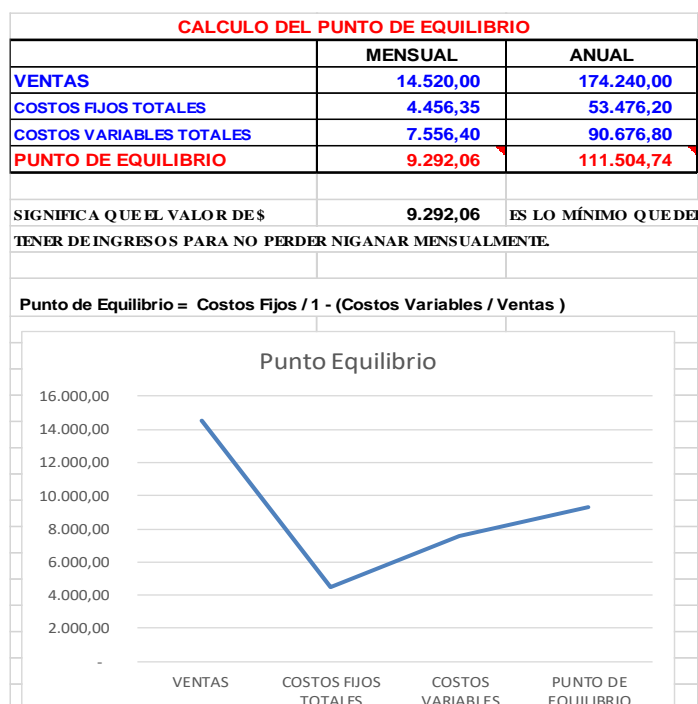 CALCULO DEL PUNTO DE EQUILIBRIO
MENSUAL ANUAL
VENTAS 14.520,00 174.240,00
COSTOS FIJOS TOTALES 4.456,35 53.476,20
COSTOS VARIABLES TOTALES 7.556,40 90.676,80
PUNTO DE EQUILIBRIO 9.292,06 111.504,74
SIGNIFICA QUE EL VALOR DE $ 9.292,06 ES LO MÍNIMO QUE
TENER DE INGRESOS PARA NO PERDER NI GANAR MENSUALMENTE.
Punto de Equilibrio = Costos Fijos / 1 - (Costos Variables / Ventas )
Punto Equilibrio
16.000,00
14.000,00
12.000,00
10.000,00
8.000,00
6.000,00
4.000,00
2.000,00
-
VENTAS COSTOS FIJOS COSTOS PUNTO DE
TOTALES VARIABLES EQUILIBRIO